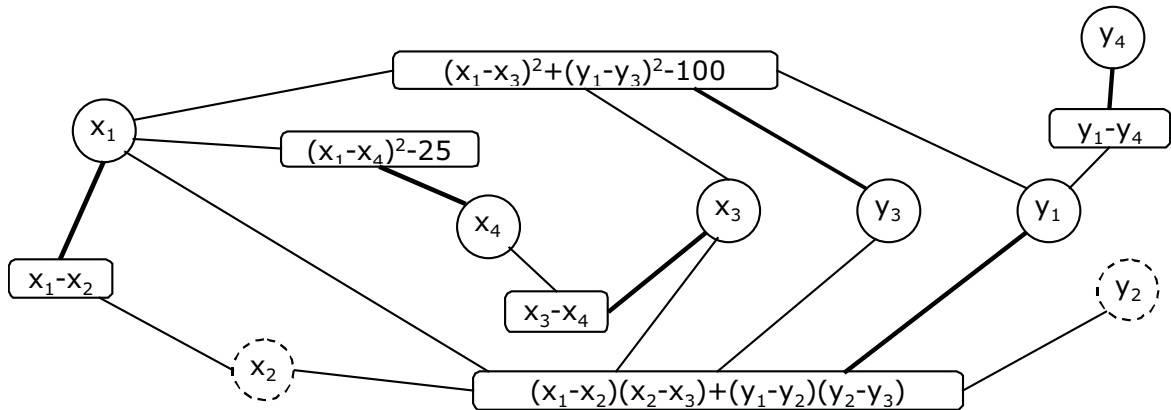 y₄
(x₁-x₃)²+(y₁-y₃)²-100
x₁
y₁-y₄
(x₁-x₄)²-25
x₄
x₃
y₃
y₁
x₁-x₂
y₂
x₃-x₄
x₂
(x₁-x₂)(x₂-x₃)+(y₁-y₂)(y₂-y₃)